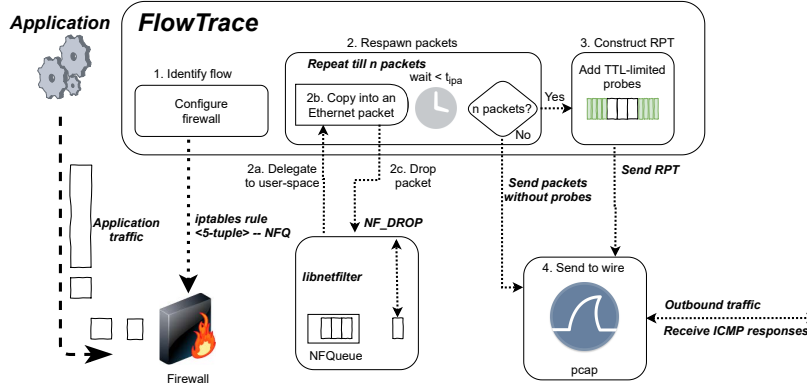 Application
FlowTrace
1. Identify flow
Configure
firewall
2. Respawn packets
Repeat till n packets
2b. Copy into an
Ethernet packet
wait < tipa
n packets?
Yes
No
3. Construct RPT
Add TTL-limited
probes
2a. Delegate
to user-space
2c. Drop
packet
Send packets
without probes
Send RPT
Application
traffic
iptables rule
<5-tuple> -- NFQ
NF_DROP
libnetfilter
NFQueue
Firewall
4. Send to wire
pcap
Outbound traffic
Receive ICMP responses